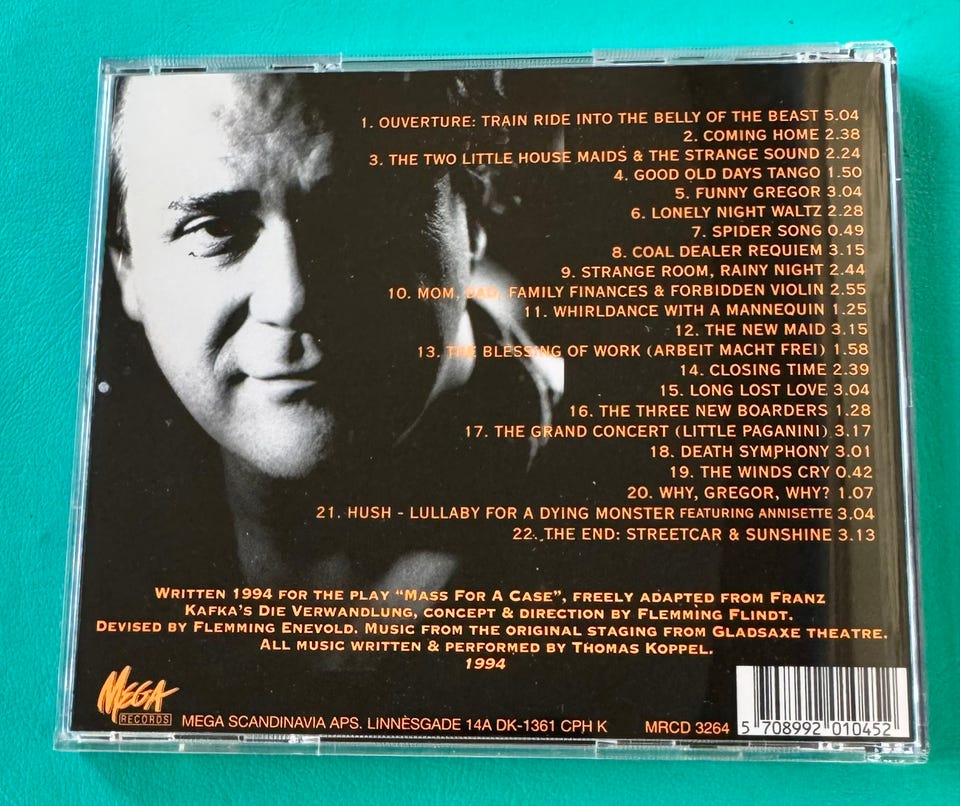 1. OUVERTURE: TRAIN RIDE INTO THE BELLY OF THE BEAST 5.04
2. COMING HOME 2.38
3. THE TWO LITTLE HOUSE MAIDS & THE STRANGE SOUND 2.24
4. GOOD OLD DAYS TANGO 1.50
5. FUNNY GREGOR 3.04
6. LONELY NIGHT WALTZ 2.28
7. SPIDER SONG 0.49
8. COAL DEALER REQUIEM 3.15
9. STRANGE ROOM, RAINY NIGHT 2.44
10. MOM, DAD, FAMILY FINANCES & FORBIDDEN VIOLIN 2.55
11. WHIRLDANCE WITH A MANNEQUIN 1.25
12. THE NEW MAID 3.15
13. THE BLESSING OF WORK (ARBEIT MACHT FREI) 1.58
14. CLOSING TIME 2.39
15. LONG LOST LOVE 3.04
16. THE THREE NEW BOARDERS 1.28
17. THE GRAND CONCERT (LITTLE PAGANINI) 3.17
18. DEATH SYMPHONY 3.01
19. THE WINDS CRY 0.42
20. WHY, GREGOR, WHY? 1.07
21. HUSH - LULLABY FOR A DYING MONSTER FEATURING ANNISETTE 3.04
22. THE END: STREETCAR & SUNSHINE 3.13
WRITTEN 1994 FOR THE PLAY "MASS FOR A CASE", FREELY ADAPTED FROM FRANZ
KAFKA'S DIE VERWANDLUNG, CONCEPT & DIRECTION BY FLEMMING FLINDT.
DEVISED BY FLEMMING ENEVOLD. MUSIC FROM THE ORIGINAL STAGING FROM GLADSAXE THEATRE.
ALL MUSIC WRITTEN & PERFORMED BY THOMAS KOPPEL.
1994
MEGA
RECORDS
MEGA SCANDINAVIA APS. LINNÈSGADE 14A DK-1361 CPH K
MRCD 3264
5 708992 010452